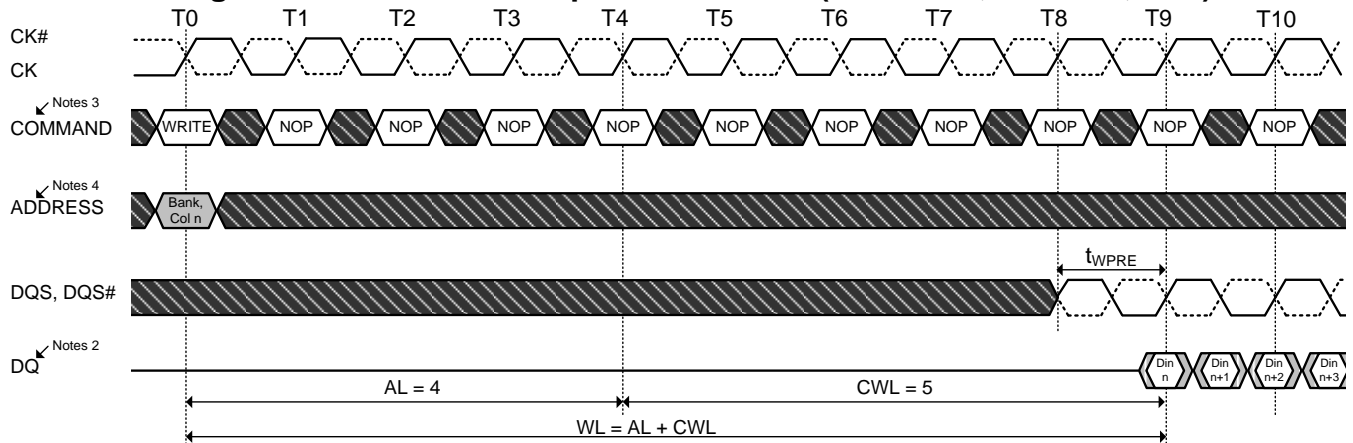 T0 T1 T2 T3 T4 T5 T6 T7 T8 T9 T10
CK#
CK
Notes 3
COMMAND WRITE NOP NOP NOP NOP NOP NOP NOP NOP NOP NOP
Notes 4
ADDRESS
Bank,
Col n
tWPRE
DQS, DQS#
Notes 2
DQ
Din Din Din Din
n n+1 n+2 n+3
AL = 4 CWL = 5
WL = AL + CWL